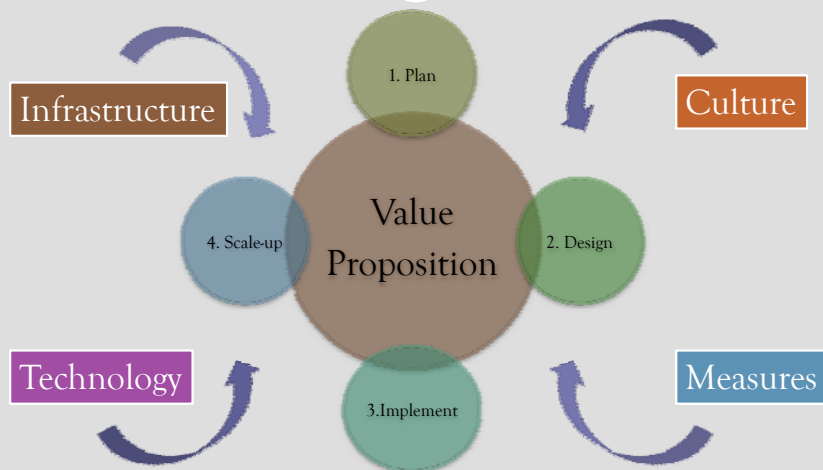 1. Plan
Infrastructure
Culture
Value
Proposition
4. Scale-up
2. Design
Technology
Measures
3.Implement